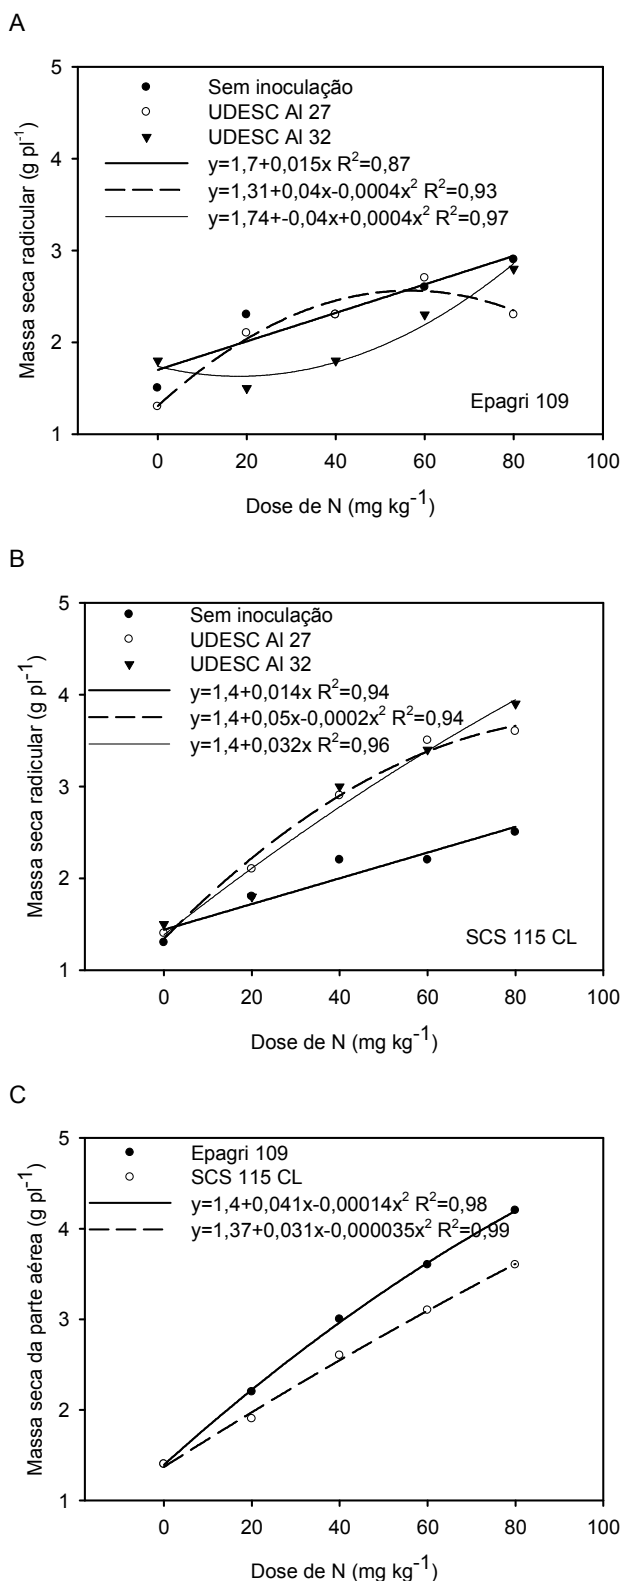 A
5
4
3
2
1
Massa seca radicular (g pl⁻¹)
Sem inoculação
UDESC Al 27
UDESC Al 32
y=1,7+0,015x R²=0,87
y=1,31+0,04x-0,0004x² R²=0,93
y=1,74+-0,04x+0,0004x² R²=0,97
Epagri 109
0 20 40 60 80 100
Dose de N (mg kg⁻¹)
B
5
4
3
2
1
Massa seca radicular (g pl⁻¹)
Sem inoculação
UDESC Al 27
UDESC Al 32
y=1,4+0,014x R²=0,94
y=1,4+0,05x-0,0002x² R²=0,94
y=1,4+0,032x R²=0,96
SCS 115 CL
0 20 40 60 80 100
Dose de N (mg kg⁻¹)
C
5
4
3
2
1
Massa seca da parte aérea (g pl⁻¹)
Epagri 109
SCS 115 CL
y=1,4+0,041x-0,00014x² R²=0,98
y=1,37+0,031x-0,000035x² R²=0,99
0 20 40 60 80 100
Dose de N (mg kg⁻¹)